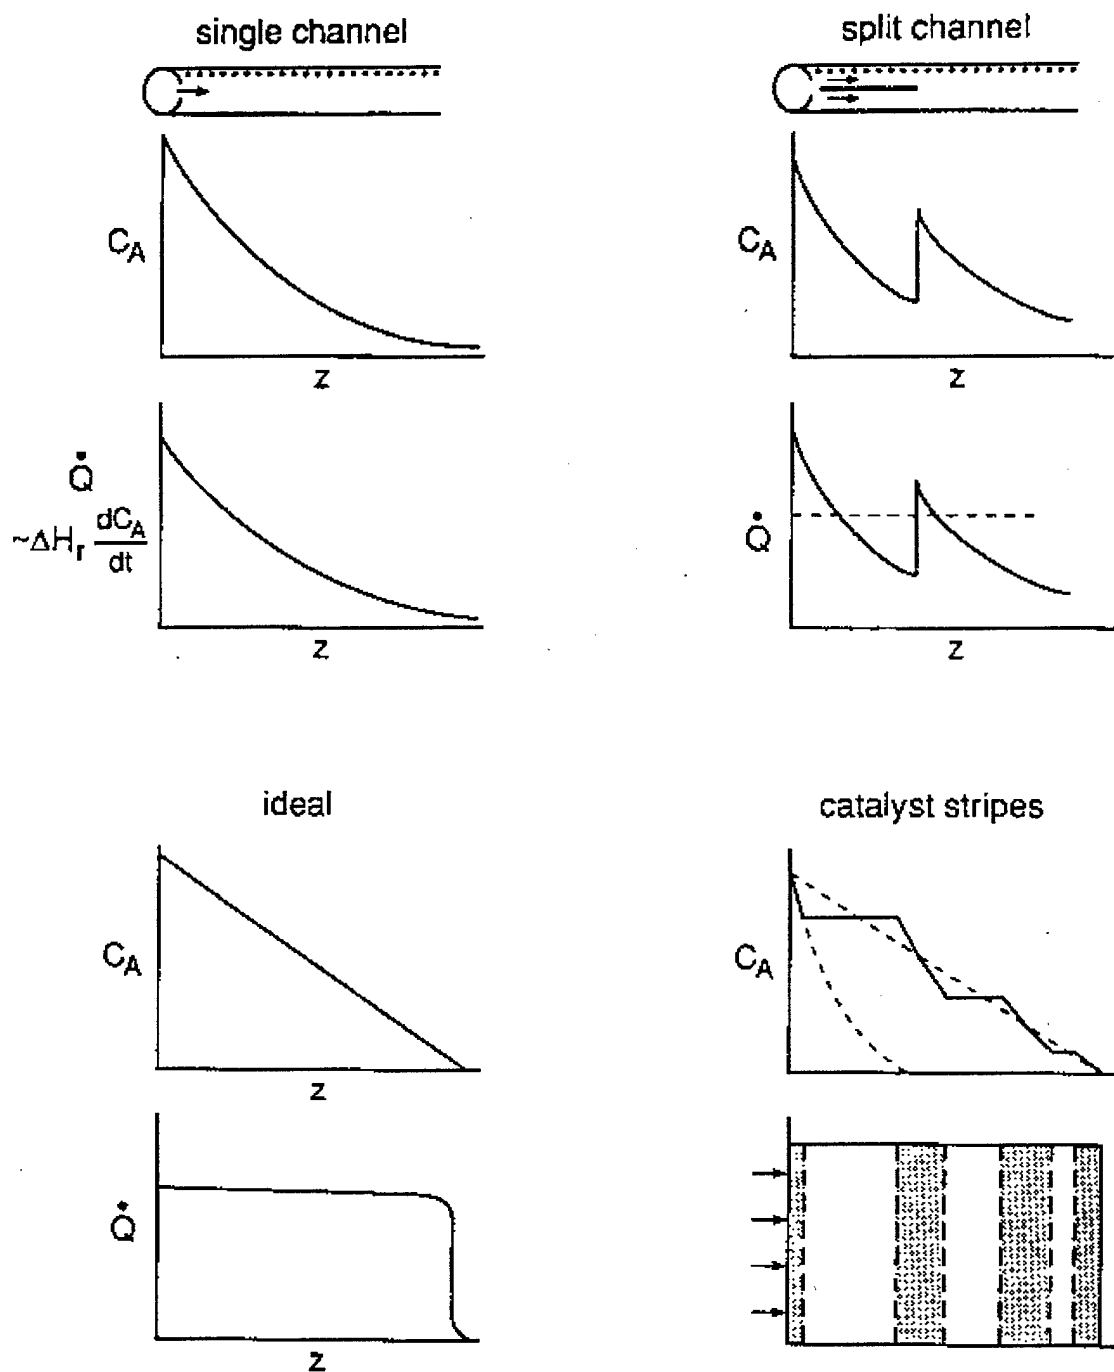 single channel
split channel
C_A
z
C_A
z
Q̇
~ΔH_r dC_A/dt
z
Q̇
z
ideal
catalyst stripes
C_A
z
C_A
Q̇
z